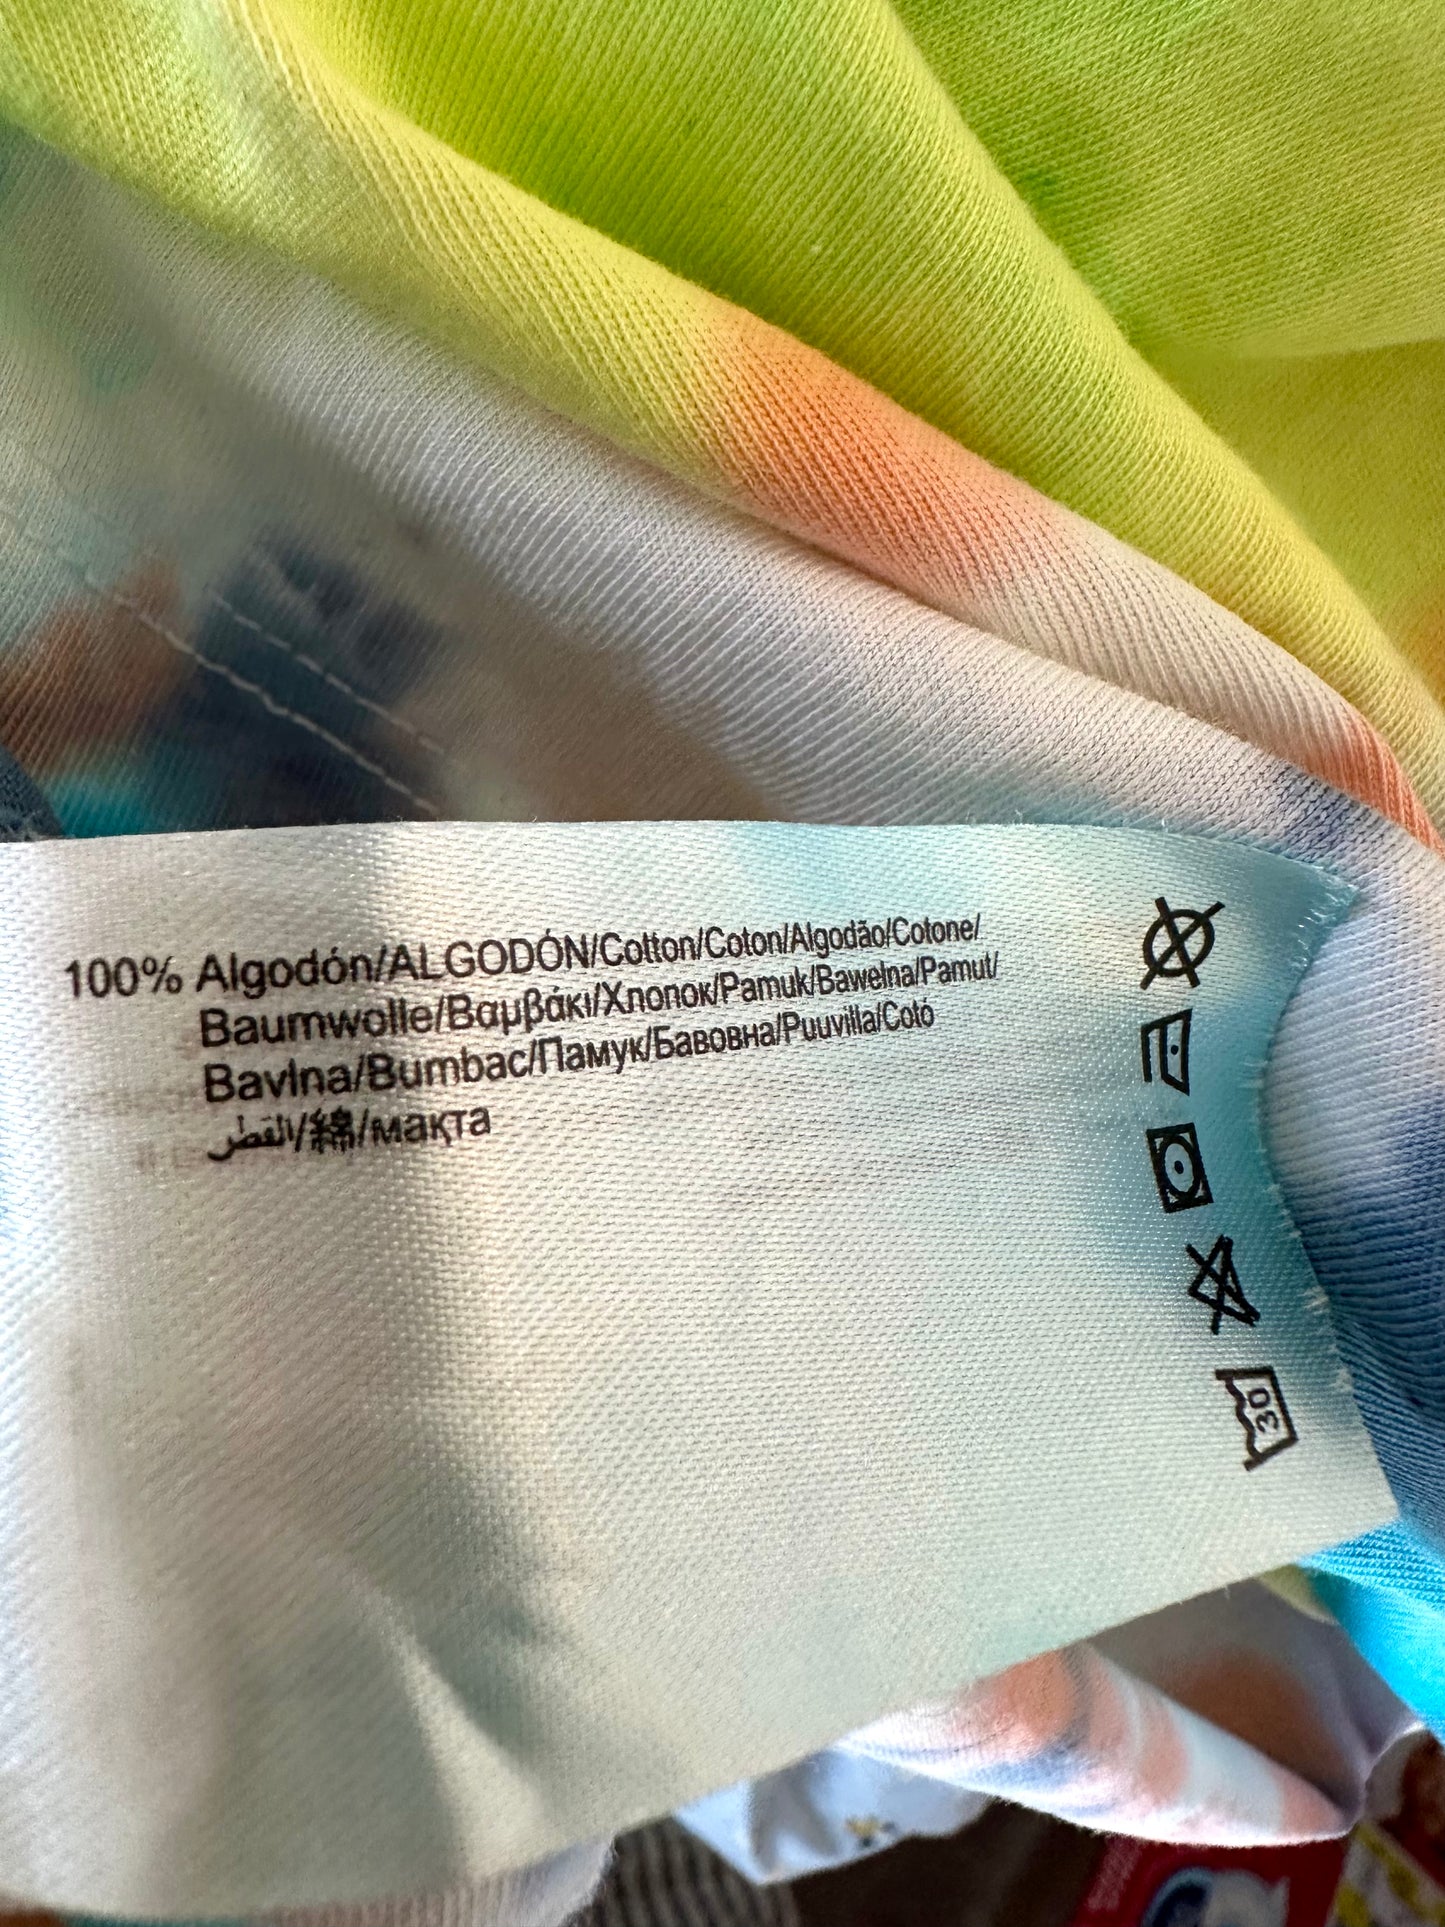 100% Algodón/ALGODÓN/Cotton/Coton/Algodão/Cotone/
Baumwolle/Βαμβάκι/Хлопок/Pamuk/Bawełna/Pamut/
Bavlna/Bumbac/Памук/Бавовна/Puuvilla/Cotó
القطن/綿/мақта
30